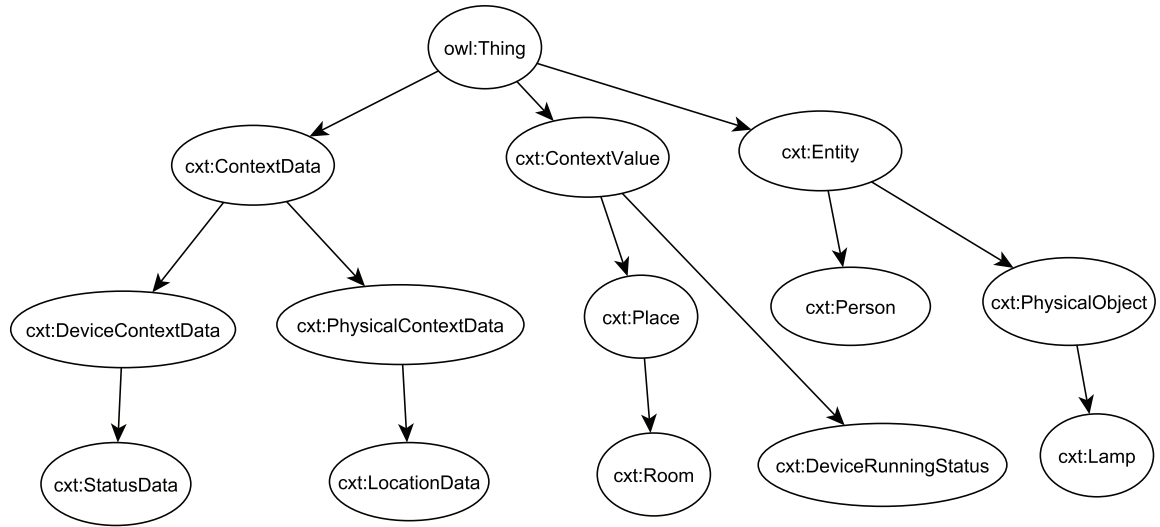 owl:Thing
cxt:ContextData
cxt:ContextValue
cxt:Entity
cxt:DeviceContextData
cxt:PhysicalContextData
cxt:Place
cxt:Person
cxt:PhysicalObject
cxt:StatusData
cxt:LocationData
cxt:Room
cxt:DeviceRunningStatus
cxt:Lamp